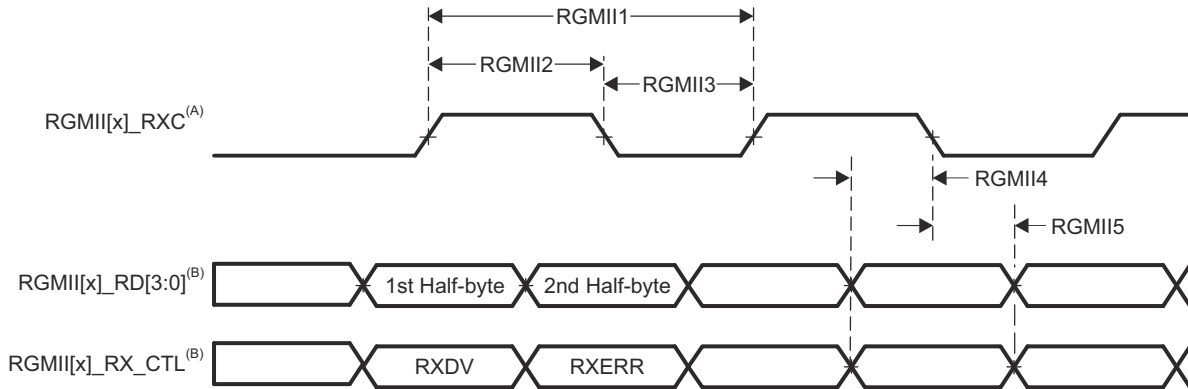 RGMII1
RGMII2
RGMII3
RGMII[x]_RXC(A)
RGMII4
RGMII5
RGMII[x]_RD[3:0](B)
1st Half-byte
2nd Half-byte
RGMII[x]_RX_CTL(B)
RXDV
RXERR